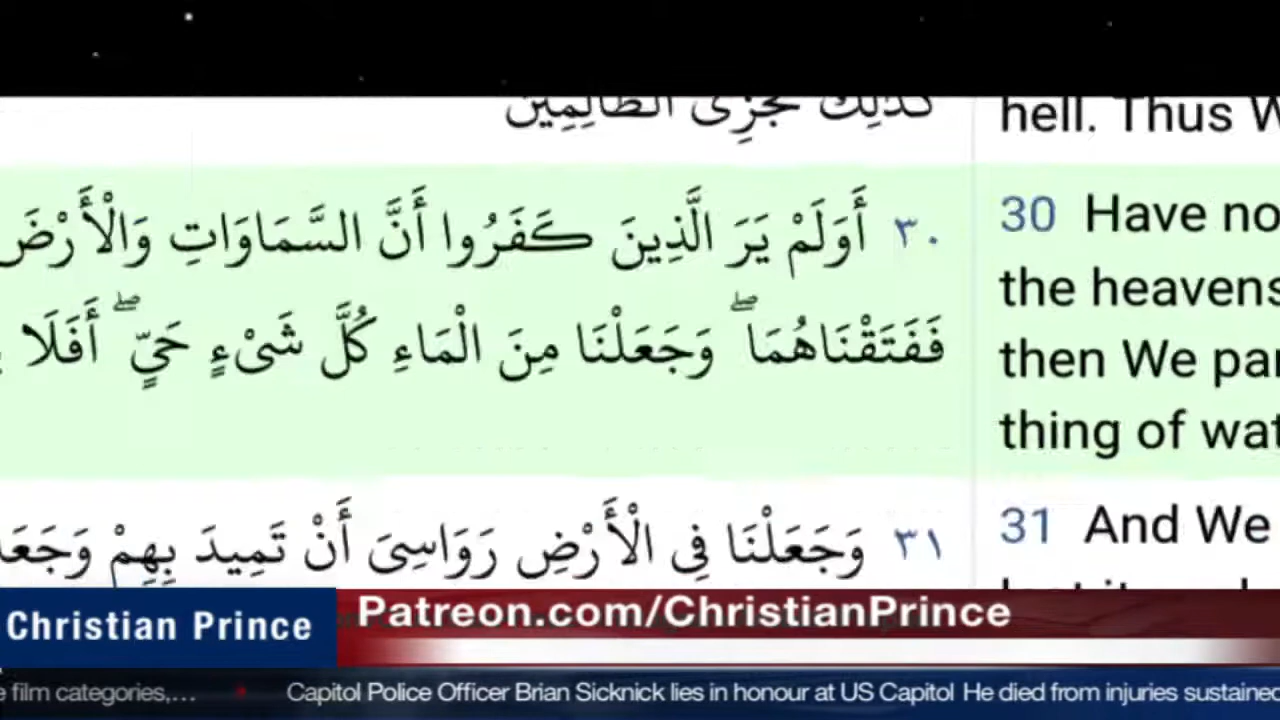 كَذَٰلِكَ نَجْزِى الظَّالِمِينَ
hell. Thus W
٣٠ أَوَلَمْ يَرَ الَّذِينَ كَفَرُوا أَنَّ السَّمَاوَاتِ وَالْأَرْضَ
فَفَتَقْنَاهُمَا ۖ وَجَعَلْنَا مِنَ الْمَاءِ كُلَّ شَىْءٍ حَيٍّ ۖ أَفَلَا
30 Have no
the heavens
then We par
thing of wat
٣١ وَجَعَلْنَا فِى الْأَرْضِ رَوَاسِىَ أَنْ تَمِيدَ بِهِمْ وَجَعَلْ
31 And We
Christian Prince
Patreon.com/ChristianPrince
e film categories,... • Capitol Police Officer Brian Sicknick lies in honour at US Capitol He died from injuries sustained